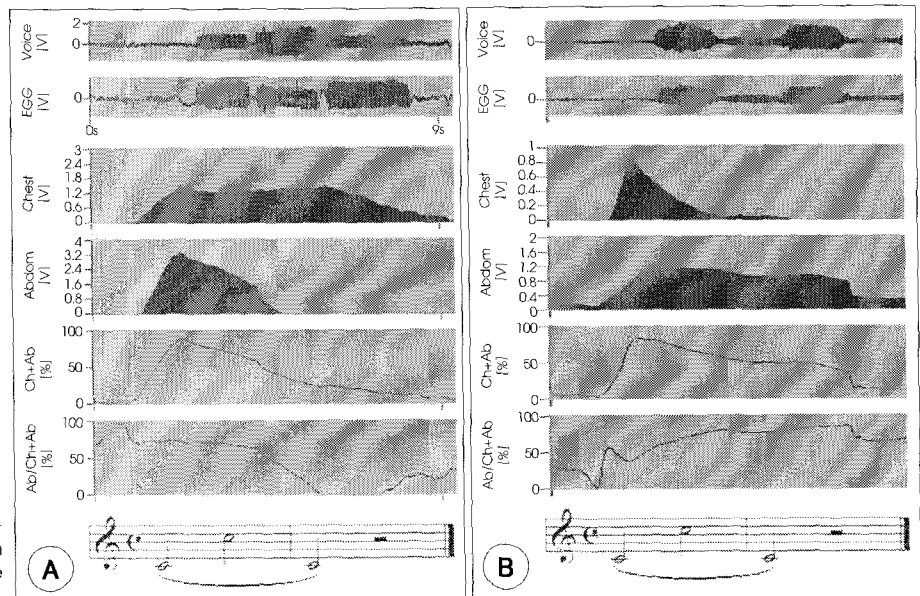 Voice [V]
2
0
EGG [V]
0
0s
9s
Chest [V]
3
2.4
1.8
1.2
0.6
0
Abdom [V]
4
3.2
2.4
1.6
0.8
0
Ch+Ab [%]
100
50
0
Ab/Ch+Ab [%]
100
50
0
A
Voice [V]
0
EGG [V]
0
Chest [V]
1
0.8
0.6
0.4
0.2
0
Abdom [V]
2
1.6
1.2
0.8
0.4
0
Ch+Ab [%]
100
50
0
Ab/Ch+Ab [%]
100
50
0
B